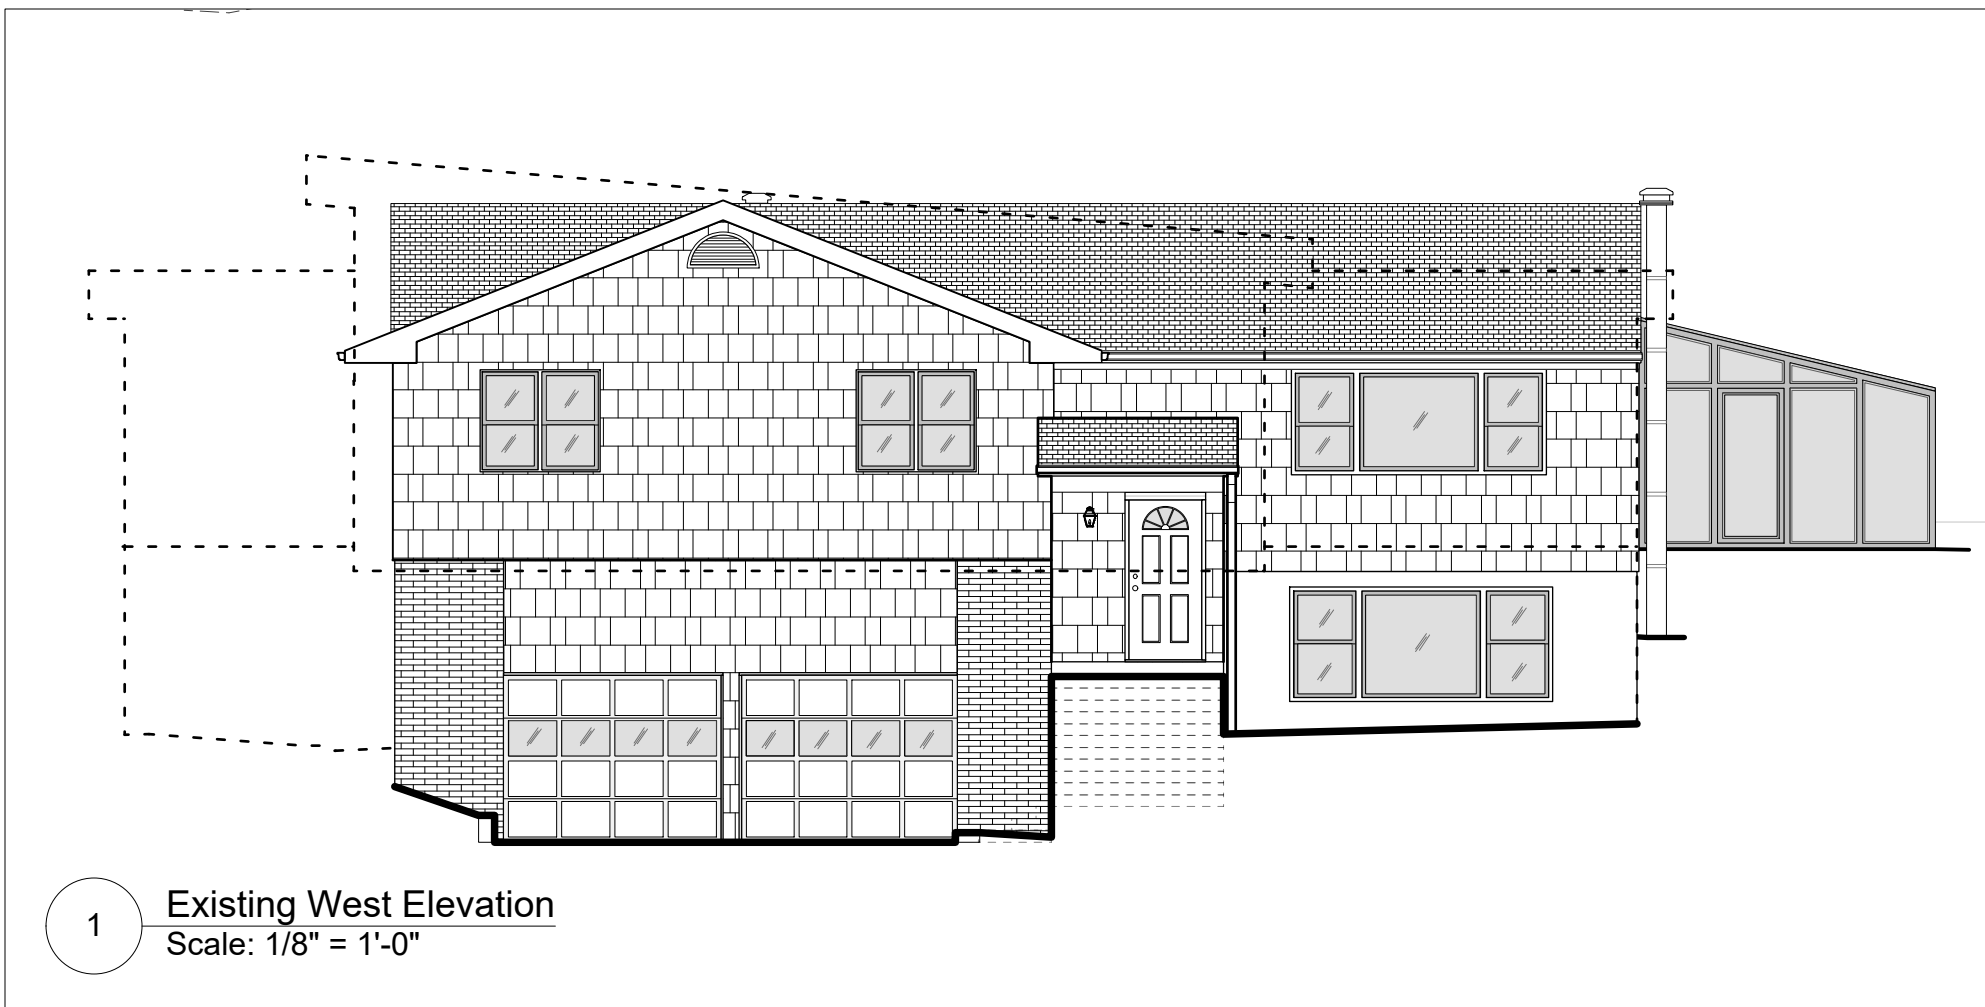 1
Existing West Elevation
Scale: 1/8" = 1'-0"